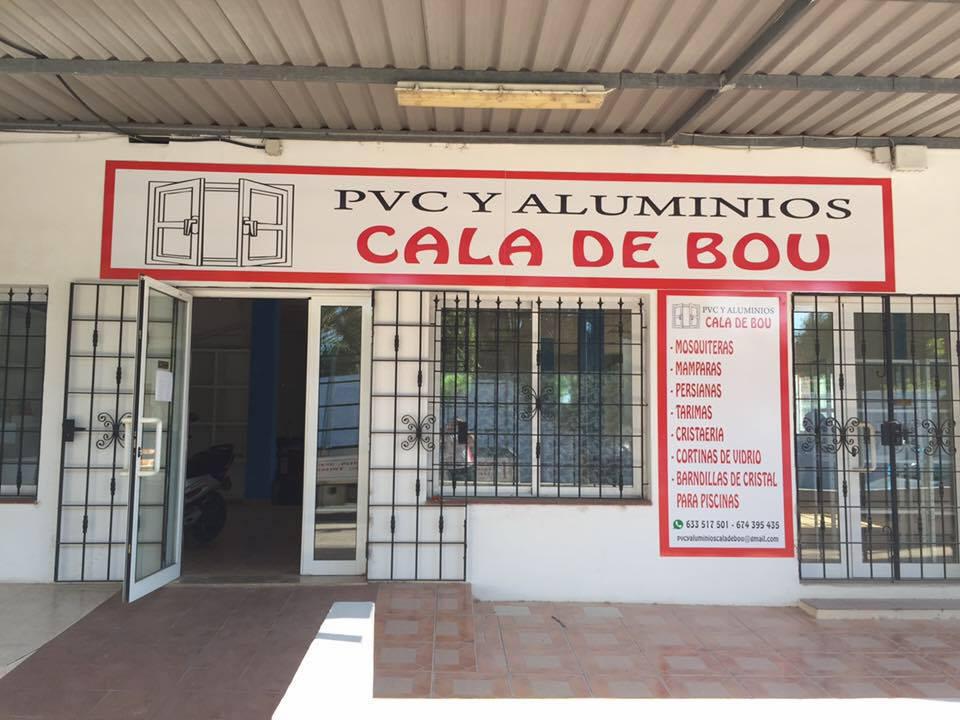 PVC Y ALUMINIOS
CALA DE BOU
PVC Y ALUMINIOS
CALA DE BOU
- MOSQUITERAS
- MAMPARAS
- PERSIANAS
- TARIMAS
- CRISTAERIA
- CORTINAS DE VIDRIO
- BARNDILLAS DE CRISTAL
PARA PISCINAS
633 517 501 - 674 395 435
pvcyaluminioscaladebou@gmail.com